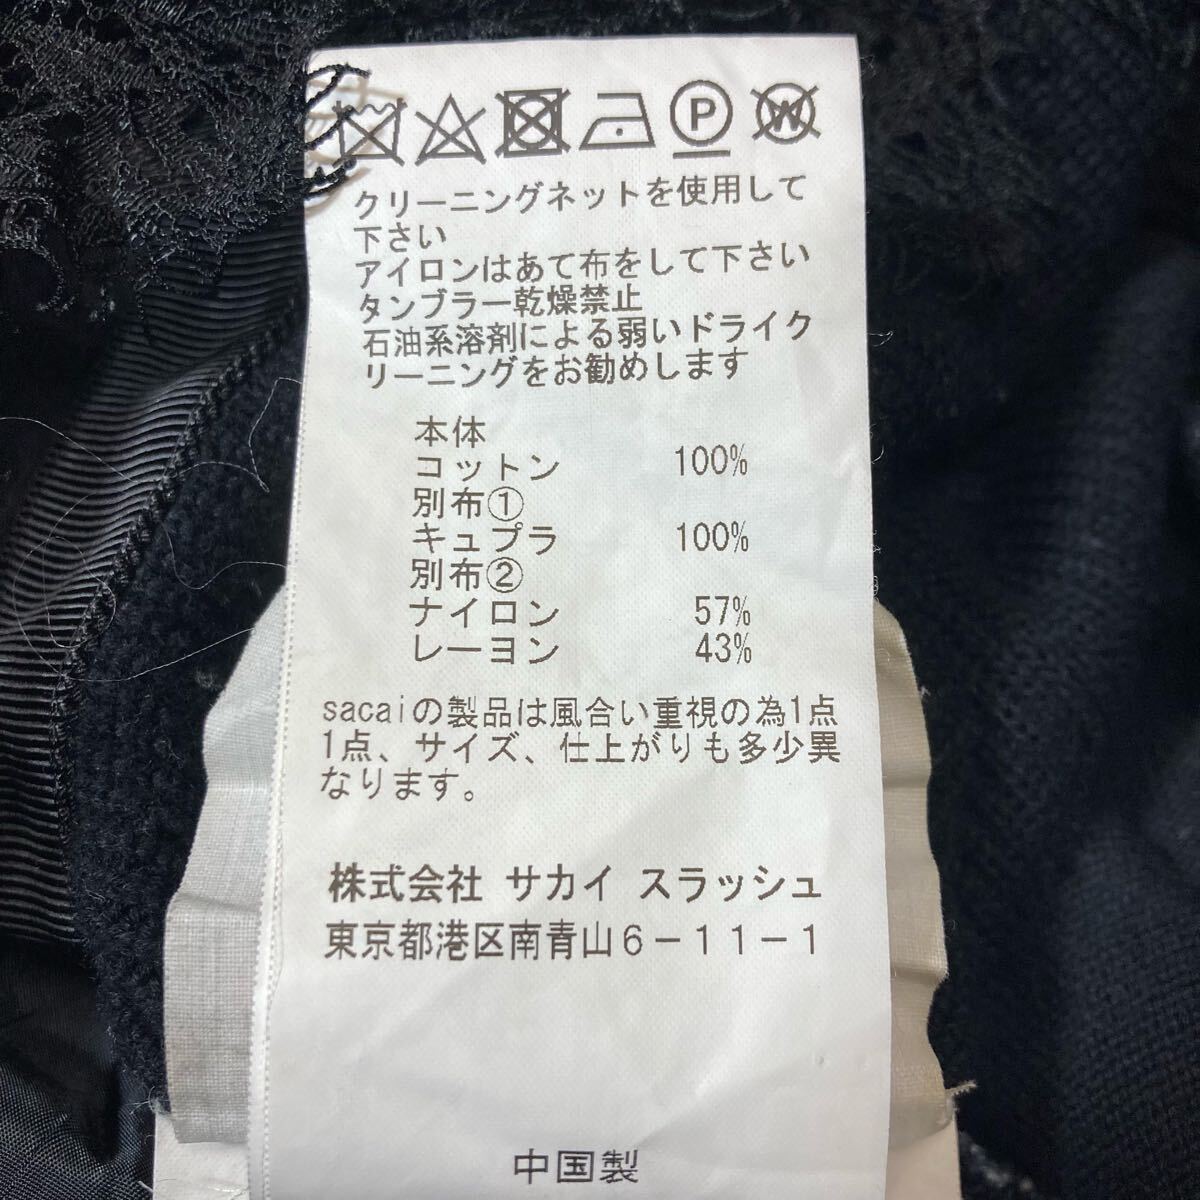 P W
クリーニングネットを使用して
下さい
アイロンはあて布をして下さい
タンブラー乾燥禁止
石油系溶剤による弱いドライク
リーニングをお勧めします
本体
コットン 100%
別布①
キュプラ 100%
別布②
ナイロン 57%
レーヨン 43%
sacaiの製品は風合い重視の為1点
1点、サイズ、仕上がりも多少異
なります。
株式会社 サカイ スラッシュ
東京都港区南青山6-11-1
中国製